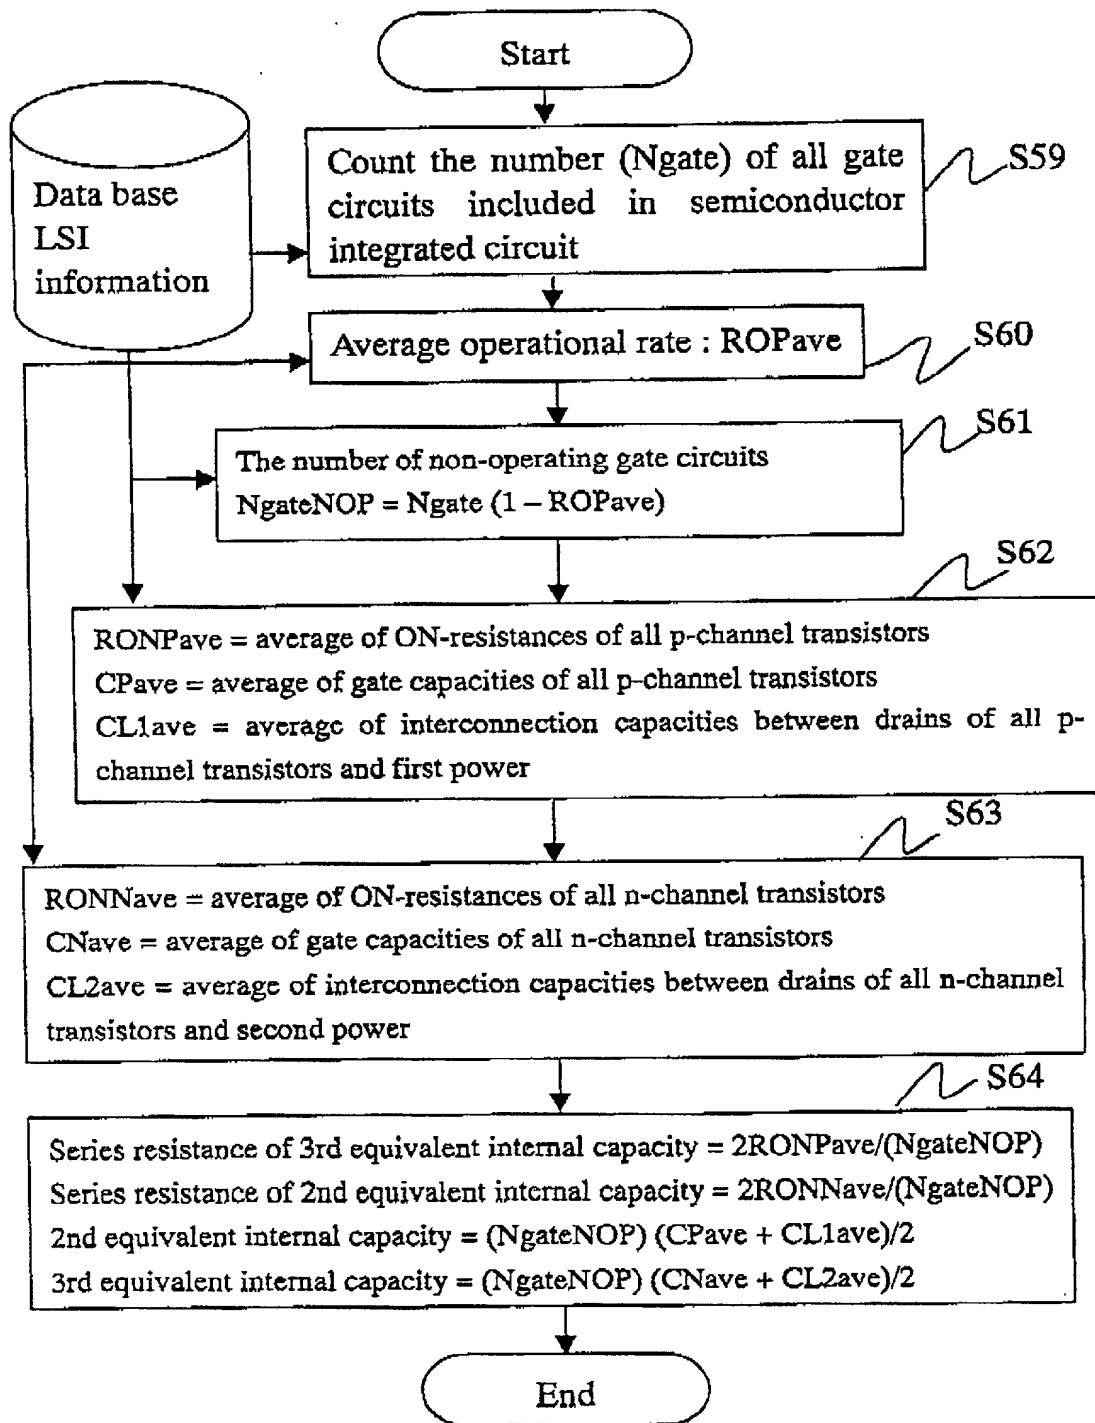 Start
Data base
LSI
information
Count the number (Ngate) of all gate
circuits included in semiconductor
integrated circuit
S59
Average operational rate : ROPave
S60
The number of non-operating gate circuits
NgateNOP = Ngate (1 – ROPave)
S61
S62
RONPave = average of ON-resistances of all p-channel transistors
CPave = average of gate capacities of all p-channel transistors
CL1ave = average of interconnection capacities between drains of all p-
channel transistors and first power
S63
RONNave = average of ON-resistances of all n-channel transistors
CNave = average of gate capacities of all n-channel transistors
CL2ave = average of interconnection capacities between drains of all n-channel
transistors and second power
S64
Series resistance of 3rd equivalent internal capacity = 2RONPave/(NgateNOP)
Series resistance of 2nd equivalent internal capacity = 2RONNave/(NgateNOP)
2nd equivalent internal capacity = (NgateNOP) (CPave + CL1ave)/2
3rd equivalent internal capacity = (NgateNOP) (CNave + CL2ave)/2
End